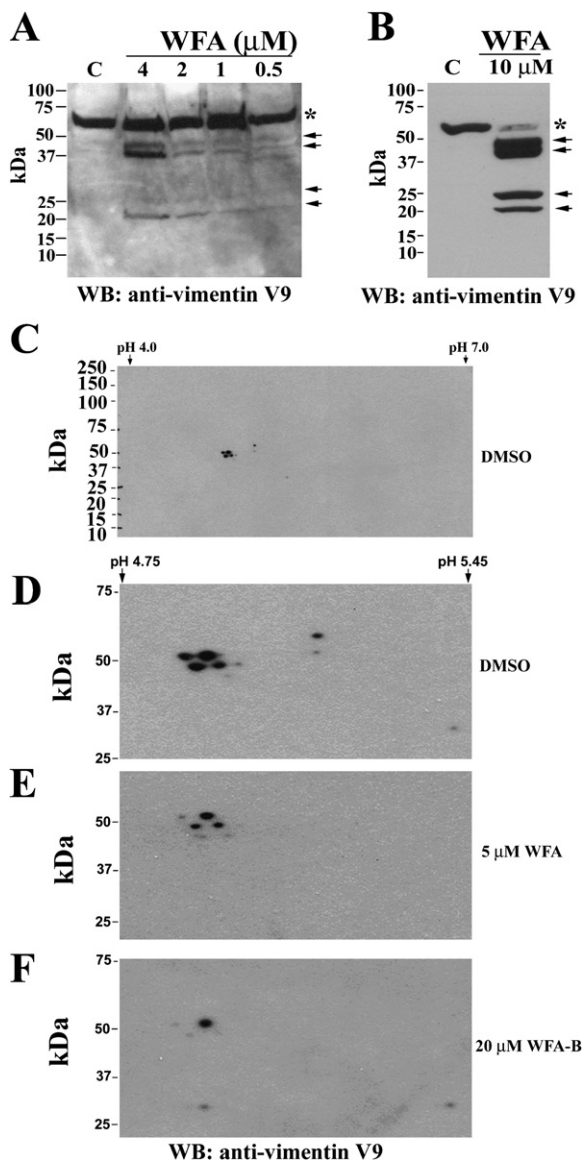 A
WFA (μM)
C 4 2 1 0.5
100
75
50
37
25
20
15
10
kDa
*
WB: anti-vimentin V9
B
WFA
C 10 μM
100
75
50
37
25
20
15
10
kDa
*
WB: anti-vimentin V9
C
pH 4.0 pH 7.0
250
150
100
75
50
37
25
20
15
10
kDa
DMSO
pH 4.75 pH 5.45
D
75
50
37
25
kDa
DMSO
E
50
37
25
kDa
5 μM WFA
F
75
50
37
25
kDa
20 μM WFA-B
WB: anti-vimentin V9